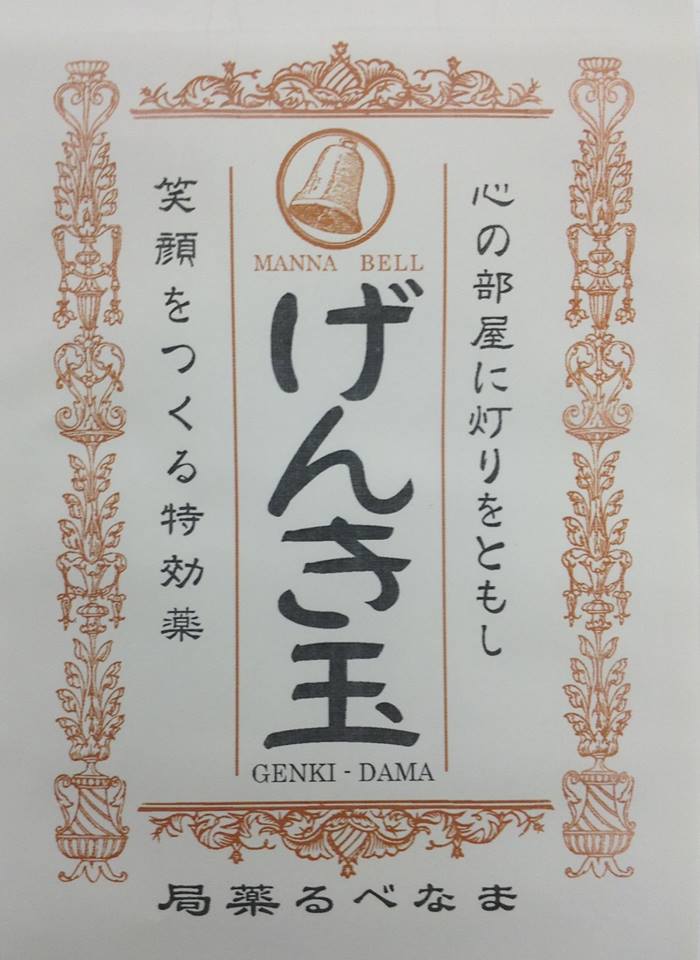 MANNA BELL
心の部屋に灯りをともし
げんき玉
笑顔をつくる特効薬
GENKI - DAMA
局薬るべなま